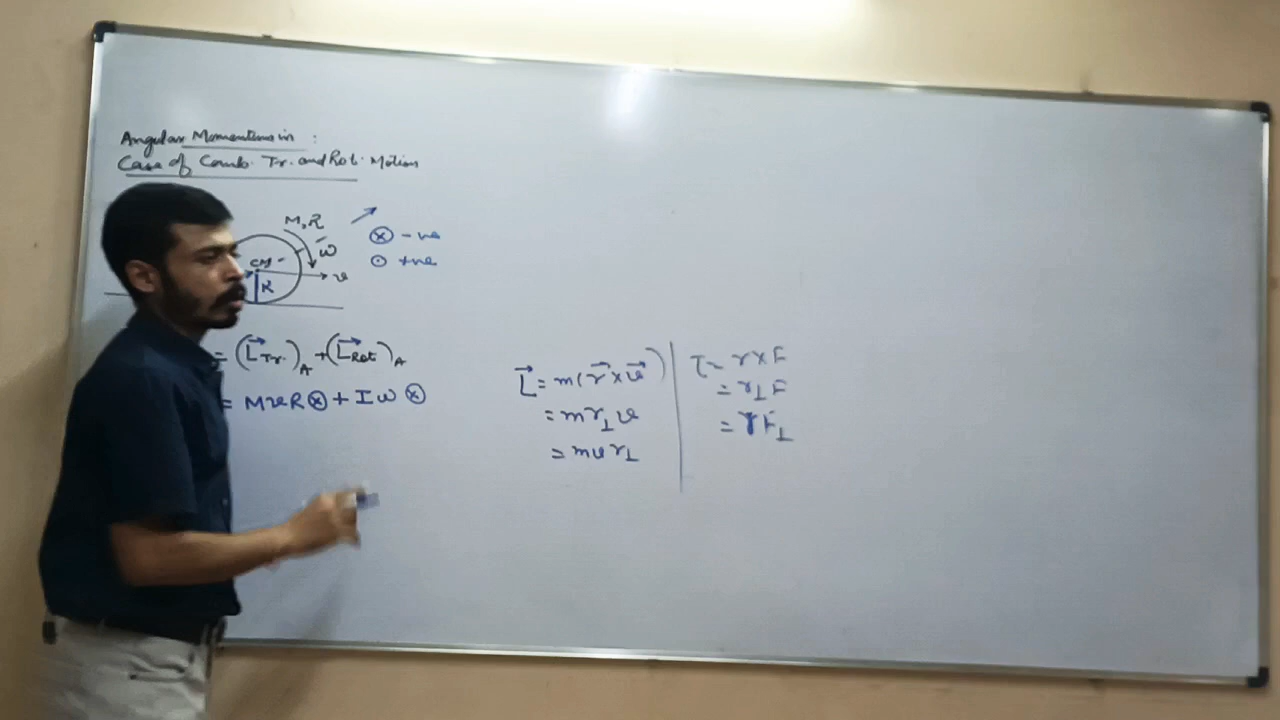 Angular Momentum in :
Case of Comb. Tr. and Rot. Motion
M, R
ω
CM
v
R
⊗ -ve
⊙ +ve
= (L⃗Tr.)A + (L⃗Rot)A
= MvR ⊗ + Iω ⊗
L⃗ = m(r⃗ × v⃗)
= m r⊥ v
= m v r⊥
τ = r × F
= r⊥ F
= r F⊥